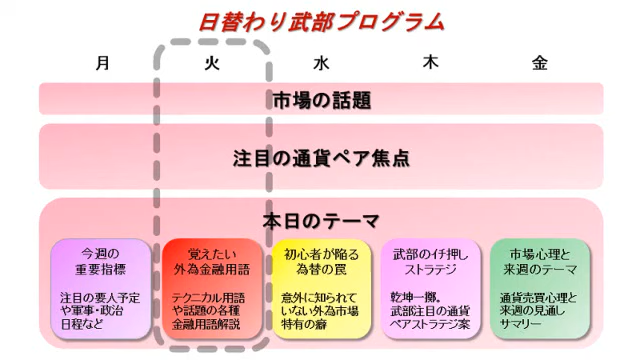 日替わり武部プログラム
月 火 水 木 金
市場の話題
注目の通貨ペア焦点
本日のテーマ
今週の
重要指標
注目の要人予定
や軍事・政治
日程など
覚えたい
外為金融用語
テクニカル用語
や話題の各種
金融用語解説
初心者が陥る
為替の罠
意外に知られて
いない外為市場
特有の癖
武部のイチ押し
ストラテジ
乾坤一擲。
武部注目の通貨
ペアストラテジ案
市場心理と
来週のテーマ
通貨売買心理と
来週の見通し
サマリー